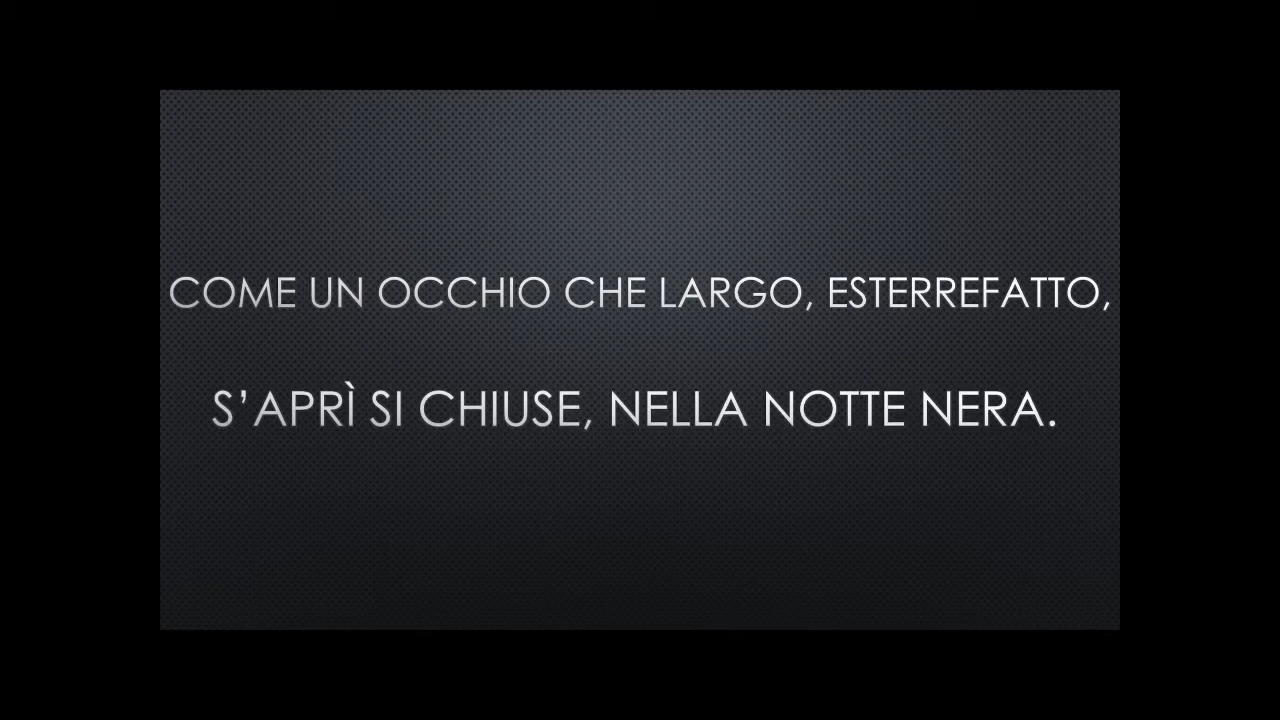 COME UN OCCHIO CHE LARGO, ESTERREFATTO,
S’APRÌ SI CHIUSE, NELLA NOTTE NERA.